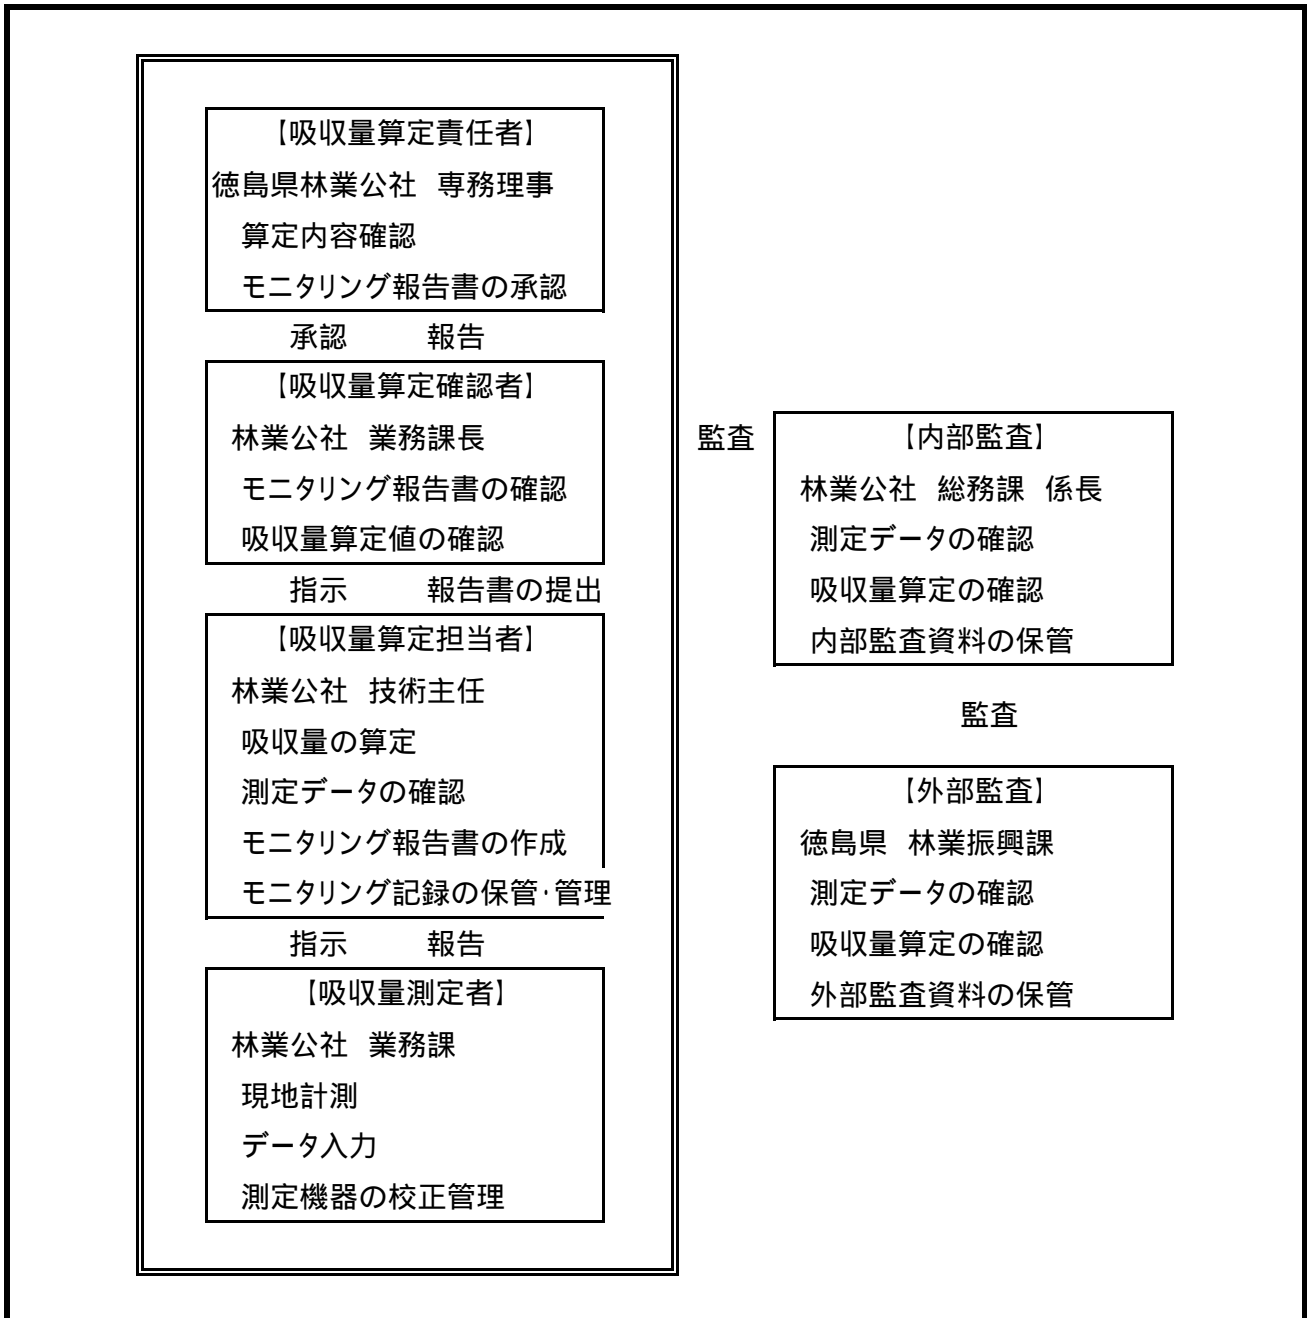 【吸収量算定責任者】
徳島県林業公社 専務理事
算定内容確認
モニタリング報告書の承認
承認 報告
【吸収量算定確認者】
林業公社 業務課長
モニタリング報告書の確認
吸収量算定値の確認
指示 報告書の提出
【吸収量算定担当者】
林業公社 技術主任
吸収量の算定
測定データの確認
モニタリング報告書の作成
モニタリング記録の保管・管理
指示 報告
【吸収量測定者】
林業公社 業務課
現地計測
データ入力
測定機器の校正管理
監査
【内部監査】
林業公社 総務課 係長
測定データの確認
吸収量算定の確認
内部監査資料の保管
監査
【外部監査】
徳島県 林業振興課
測定データの確認
吸収量算定の確認
外部監査資料の保管